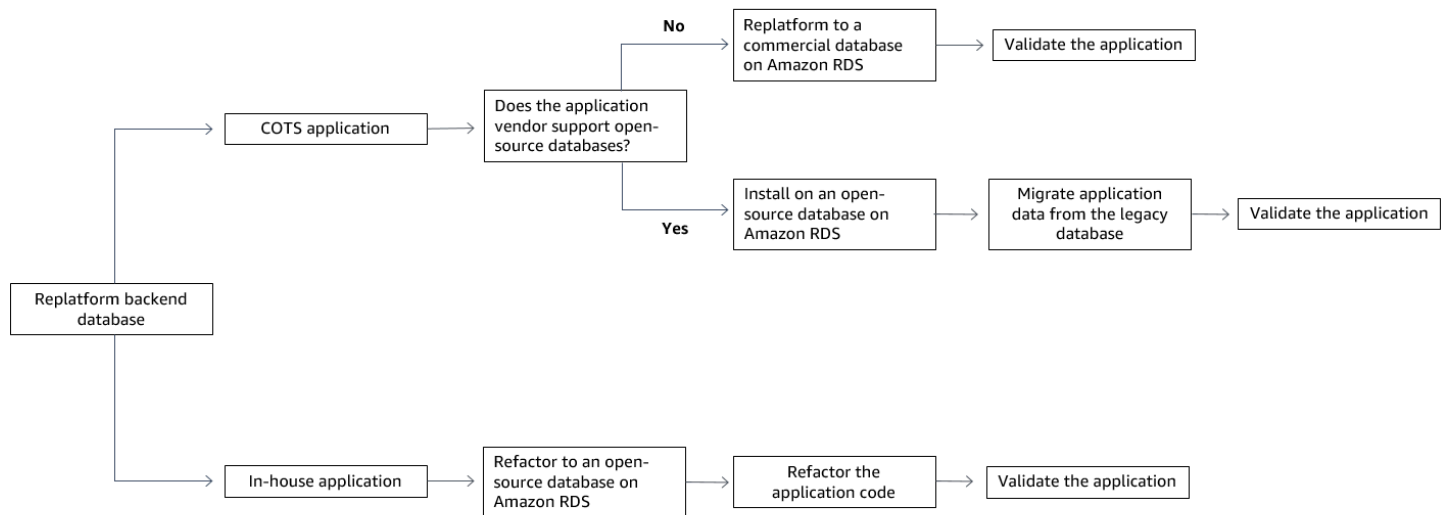 No
Replatform to a
commercial database
on Amazon RDS
Validate the application
COTS application
Does the application
vendor support open-
source databases?
Install on an open-
source database on
Amazon RDS
Yes
Migrate application
data from the legacy
database
Validate the application
Replatform backend
database
In-house application
Refactor to an open-
source database on
Amazon RDS
Refactor the
application code
Validate the application